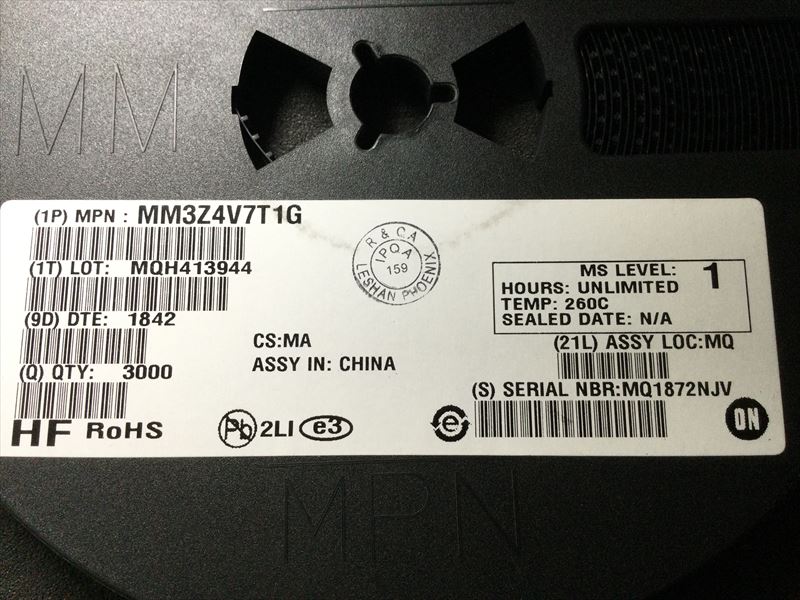 MM
(1P) MPN : MM3Z4V7T1G
(1T) LOT: MQH413944
(9D) DTE: 1842
(Q) QTY: 3000
HF RoHS
R & QA
IPQA
159
LESHAN PHOENIX
CS:MA
ASSY IN: CHINA
Pb 2LI e3
e
MS LEVEL: 1
HOURS: UNLIMITED
TEMP: 260C
SEALED DATE: N/A
(21L) ASSY LOC:MQ
(S) SERIAL NBR:MQ1872NJV
ON
MPN